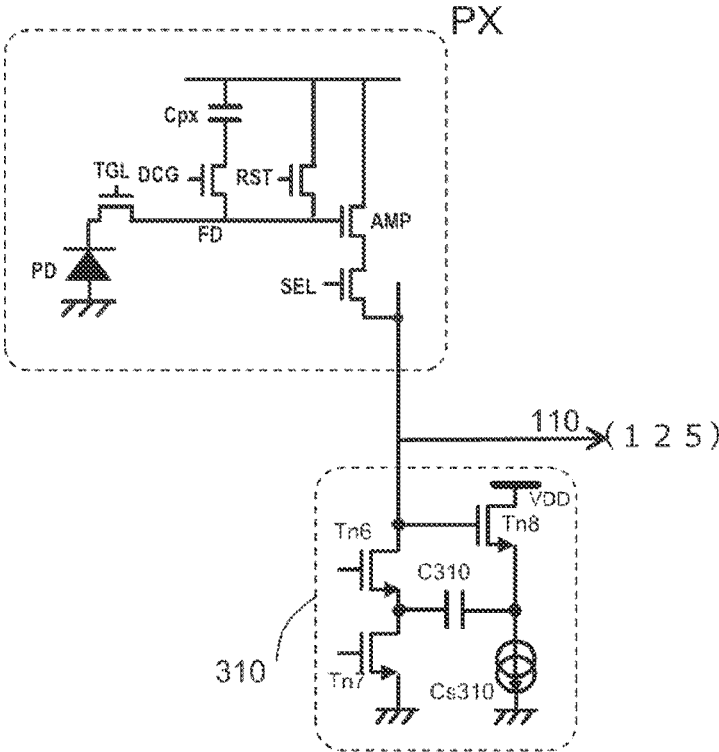 PX
Cpx
TGL
DCG
RST
AMP
FD
PD
SEL
110
(125)
VDD
Tn6
Tn8
C310
310
Tn7
Cs310